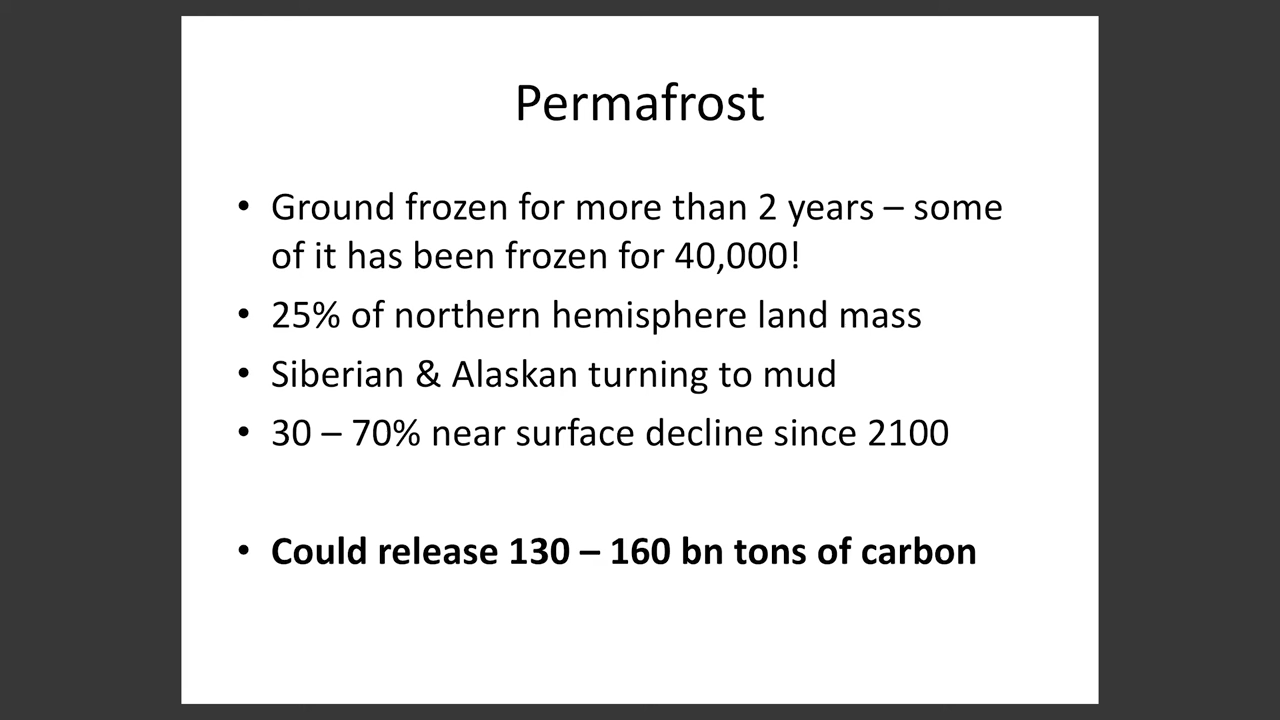 Permafrost
• Ground frozen for more than 2 years – some
of it has been frozen for 40,000!
• 25% of northern hemisphere land mass
• Siberian & Alaskan turning to mud
• 30 – 70% near surface decline since 2100
• Could release 130 – 160 bn tons of carbon